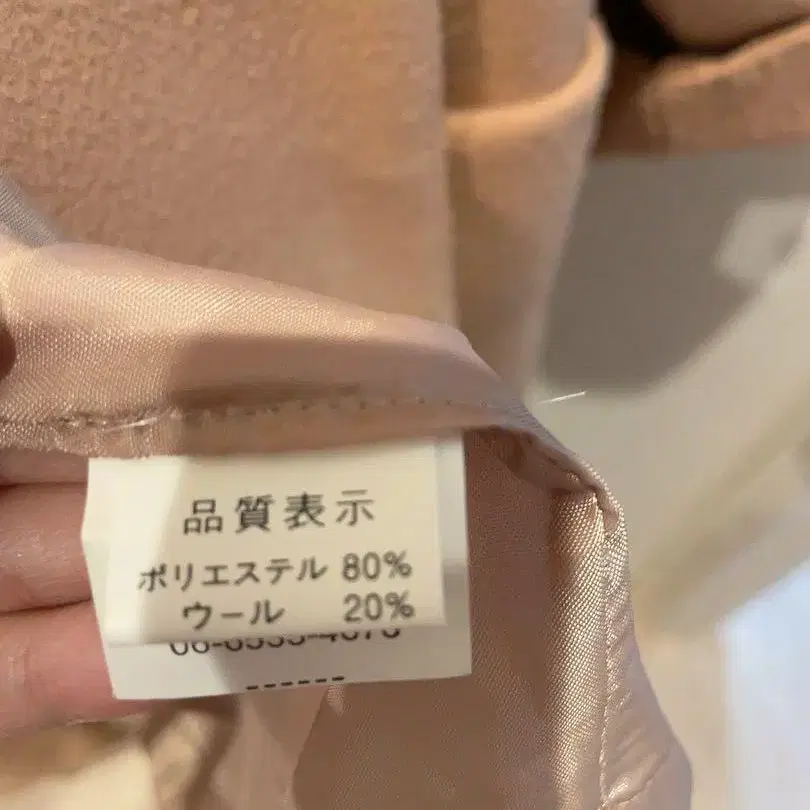 品質表示
ポリエステル 80%
ウール 20%
------